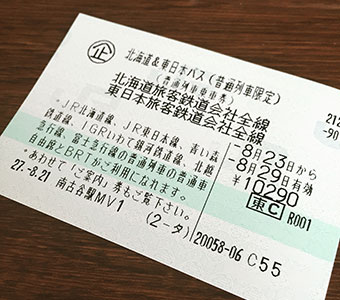 企
北海道&東日本パス(普通列車限定)
(普通列車乗車券)
北海道旅客鉄道会社全線
東日本旅客鉄道会社全線
・JR北海道線、JR東日本線、青い森
鉄道線、IGRいわて銀河鉄道線、北越
急行線、富士急行線の普通列車の普通車
自由席とBRTがご利用になれます。
・あわせて「ご案内」券もご覧下さい。
-8月23日から
-8月29日有効
¥10290
東C R001
27.-8.21 南古谷駅MV1 (2-タ) 20058-06 C55
212
-90